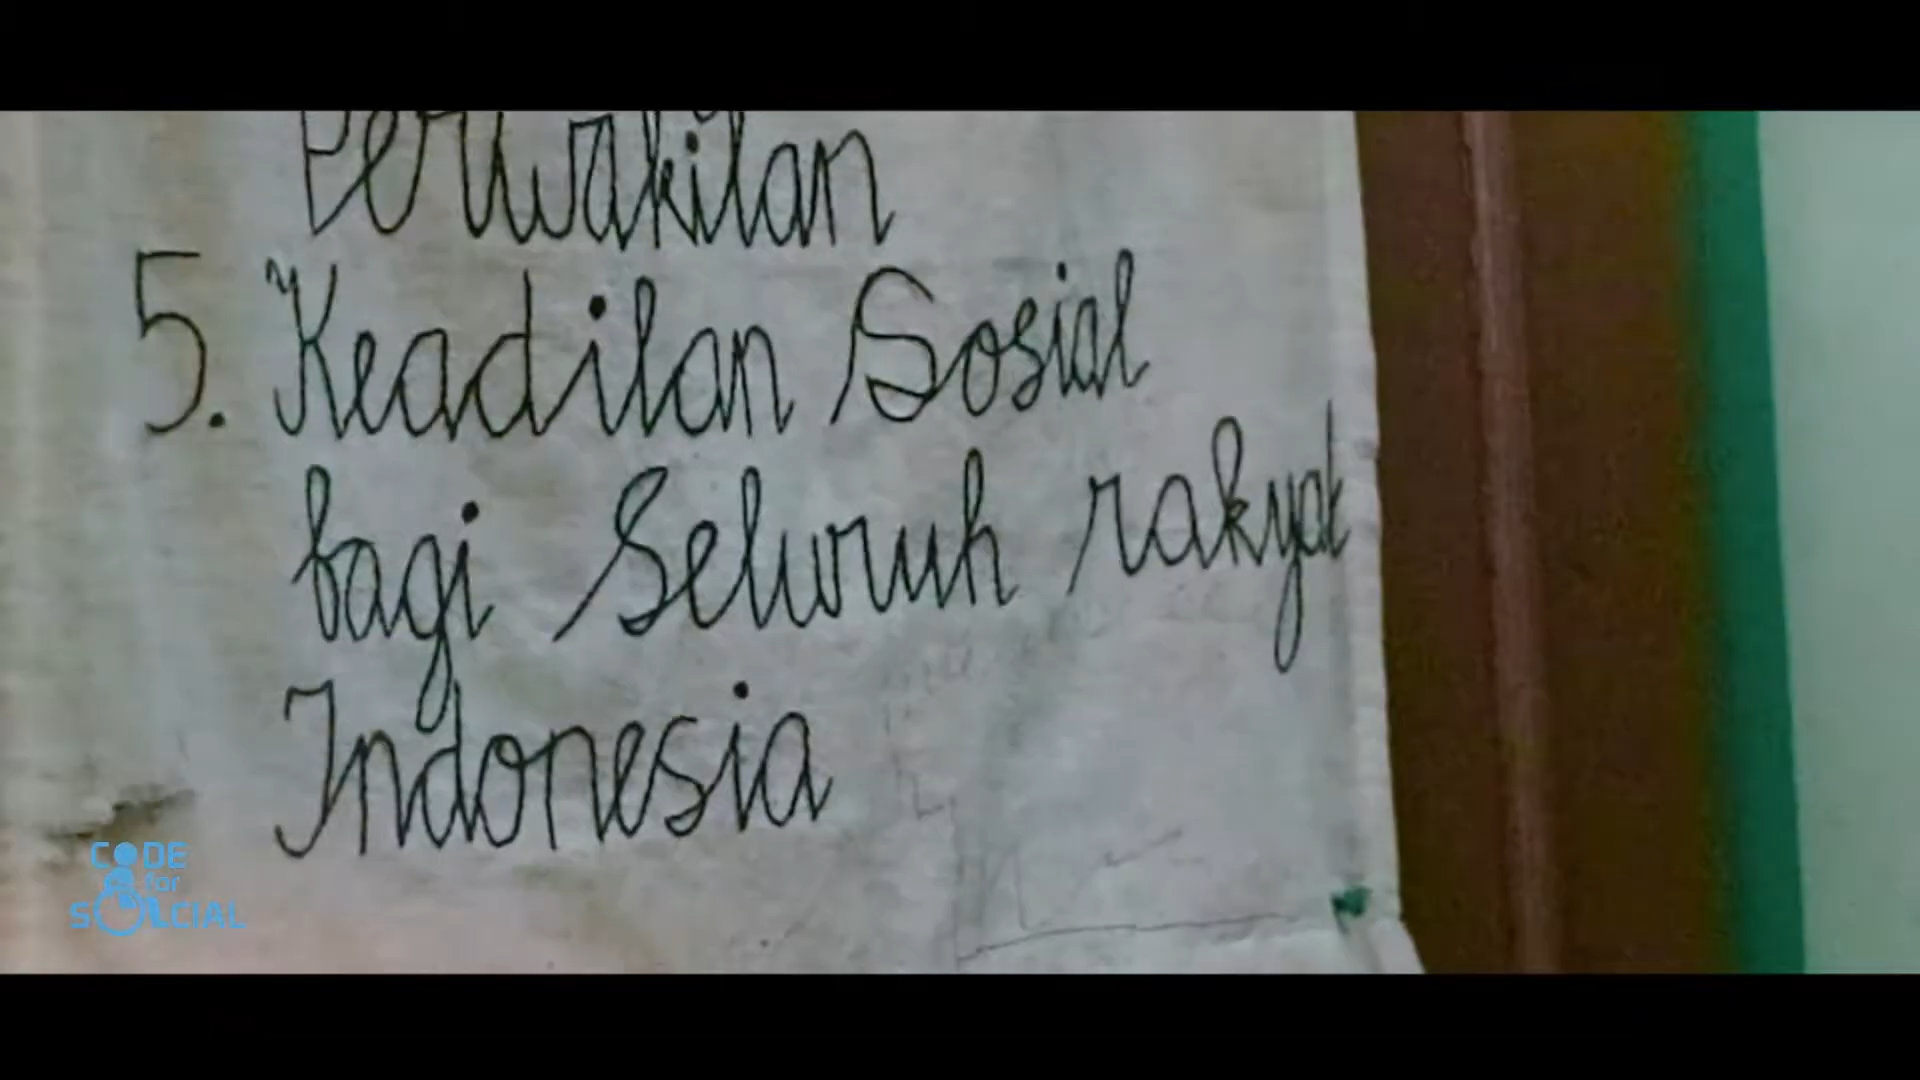 Perwakilan
5. Keadilan Sosial
bagi Seluruh rakyat
Indonesia
CODE
for
SOCIAL